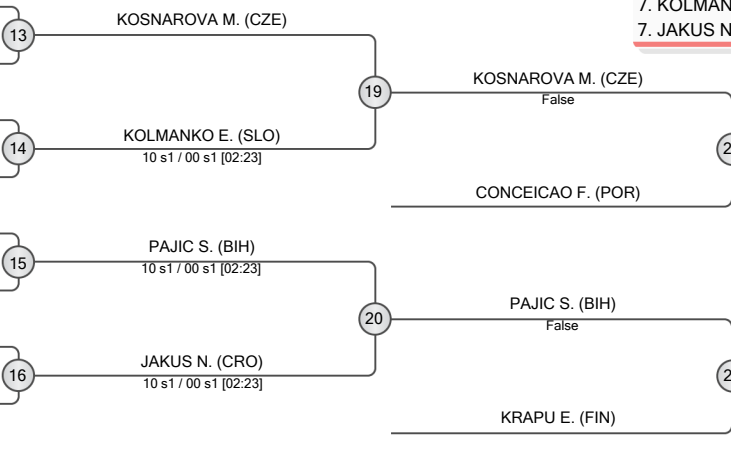 7. KOLMAN
7. JAKUS N
KOSNAROVA M. (CZE)
13
19
KOSNAROVA M. (CZE)
False
14
KOLMANKO E. (SLO)
10 s1 / 00 s1 [02:23]
2
CONCEICAO F. (POR)
PAJIC S. (BIH)
15
10 s1 / 00 s1 [02:23]
20
PAJIC S. (BIH)
False
16
JAKUS N. (CRO)
10 s1 / 00 s1 [02:23]
2
KRAPU E. (FIN)